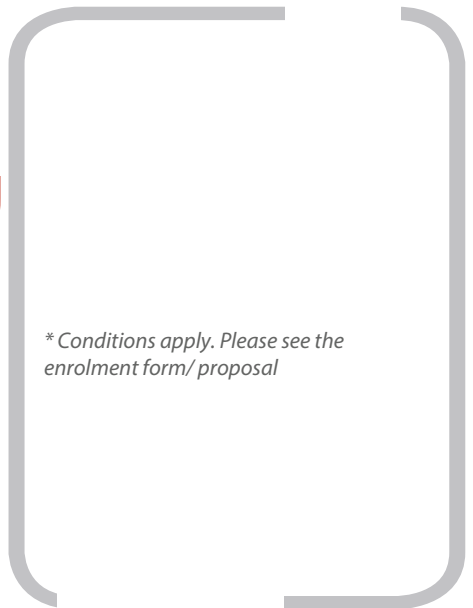 * Conditions apply. Please see the
enrolment form/ proposal